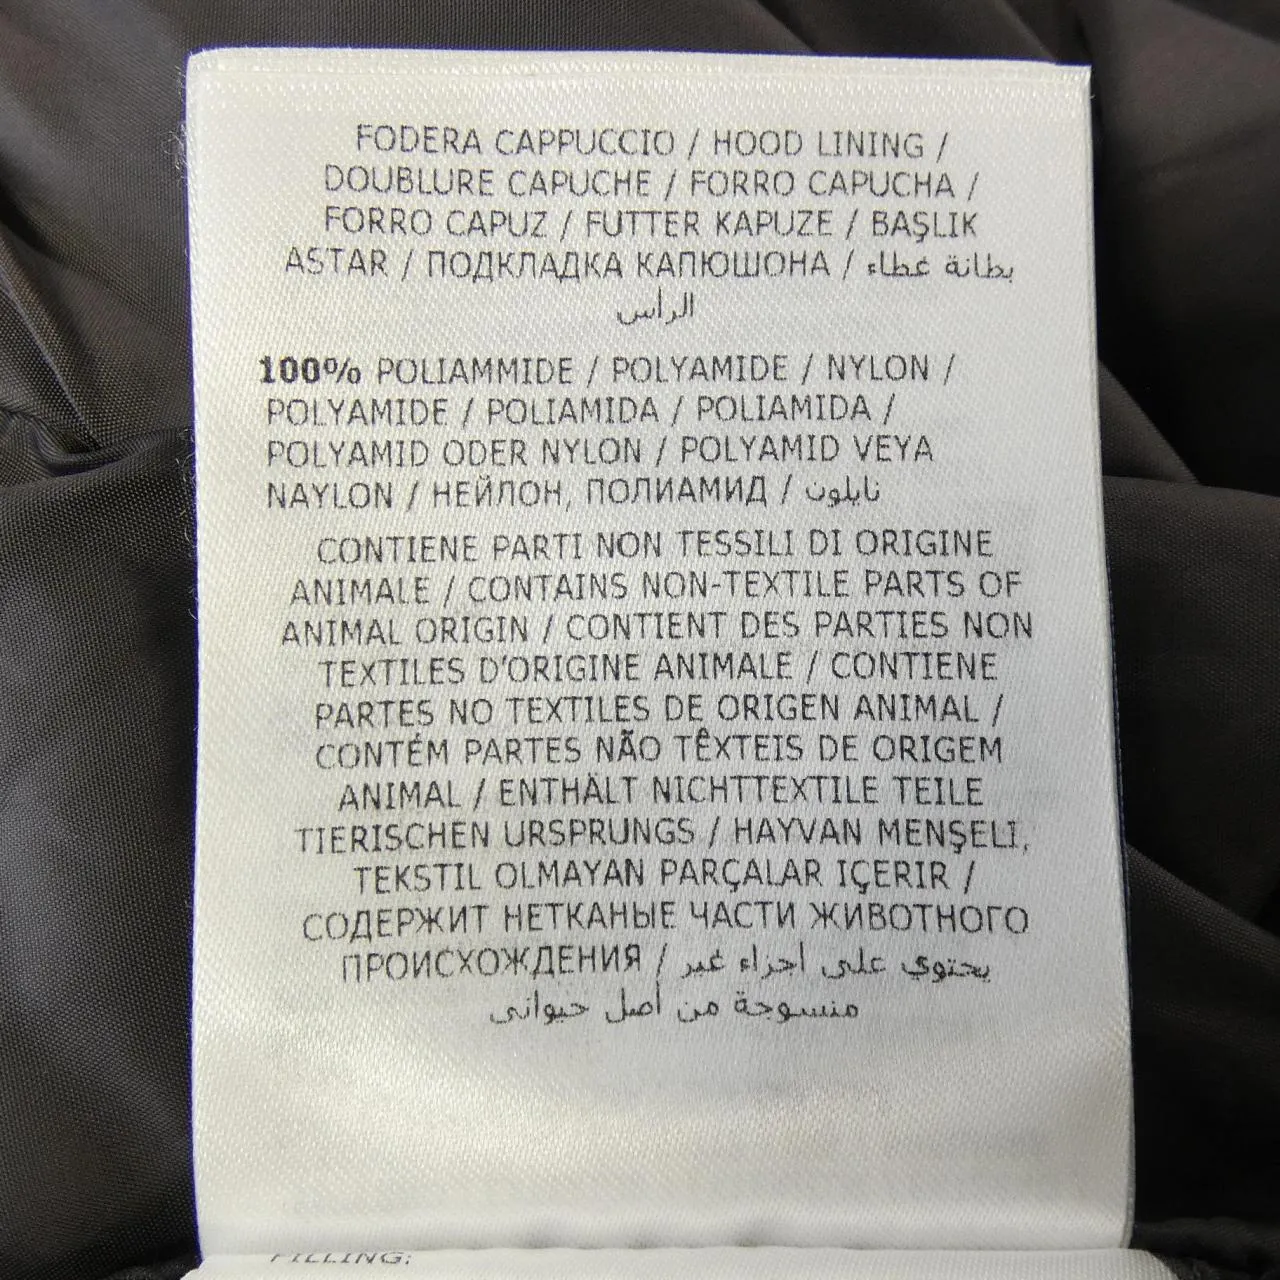 FODERA CAPPUCCIO / HOOD LINING /
DOUBLURE CAPUCHE / FORRO CAPUCHA /
FORRO CAPUZ / FUTTER KAPUZE / BAŞLIK
ASTAR / ПОДКЛАДКА КАПЮШОНА / بطانة غطاء
الرأس
100% POLIAMMIDE / POLYAMIDE / NYLON /
POLYAMIDE / POLIAMIDA / POLIAMIDA /
POLYAMID ODER NYLON / POLYAMID VEYA
NAYLON / НЕЙЛОН, ПОЛИАМИД / نايلون
CONTIENE PARTI NON TESSILI DI ORIGINE
ANIMALE / CONTAINS NON-TEXTILE PARTS OF
ANIMAL ORIGIN / CONTIENT DES PARTIES NON
TEXTILES D'ORIGINE ANIMALE / CONTIENE
PARTES NO TEXTILES DE ORIGEN ANIMAL /
CONTÉM PARTES NÃO TÊXTEIS DE ORIGEM
ANIMAL / ENTHÄLT NICHTTEXTILE TEILE
TIERISCHEN URSPRUNGS / HAYVAN MENŞELI,
TEKSTIL OLMAYAN PARÇALAR IÇERIR /
СОДЕРЖИТ НЕТКАНЫЕ ЧАСТИ ЖИВОТНОГО
ПРОИСХОЖДЕНИЯ / يحتوي على أجزاء غير
منسوجة من أصل حيواني
FILLING: